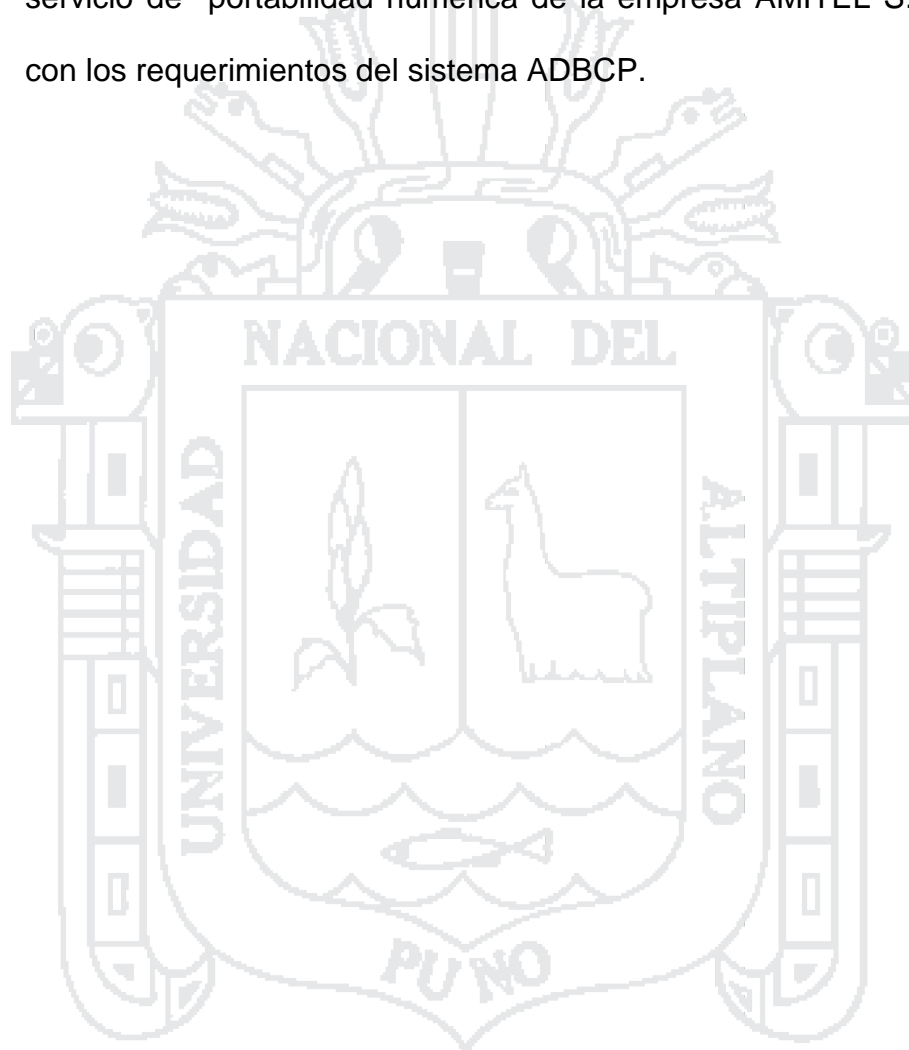 servicio de portabilidad numérica de la empresa AMITEL S.
con los requerimientos del sistema ADBCP.
NACIONAL DEL
UNIVERSIDAD
ALTIPLANO
PUNO